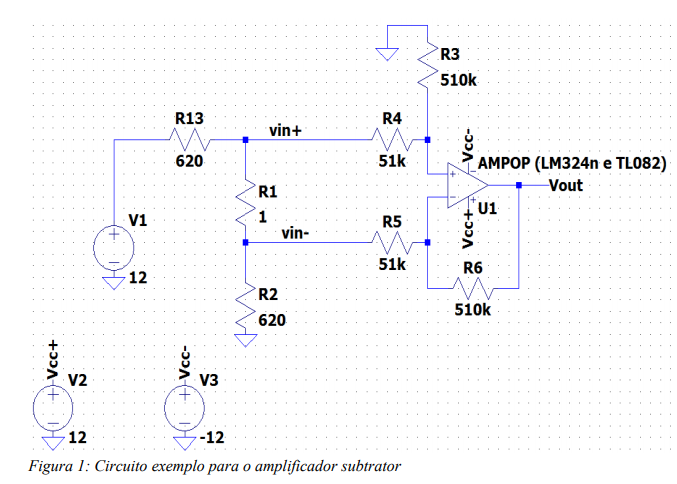 R3
510k
R13
620
vin+
R4
51k
Vcc-
AMPOP (LM324n e TL082)
+
-
Vout
R1
1
V1
+
-
12
vin-
R5
51k
+
U1
Vcc+
R2
620
R6
510k
Vcc+
V2
+
-
12
Vcc-
V3
+
-
-12
Figura 1: Circuito exemplo para o amplificador subtrator